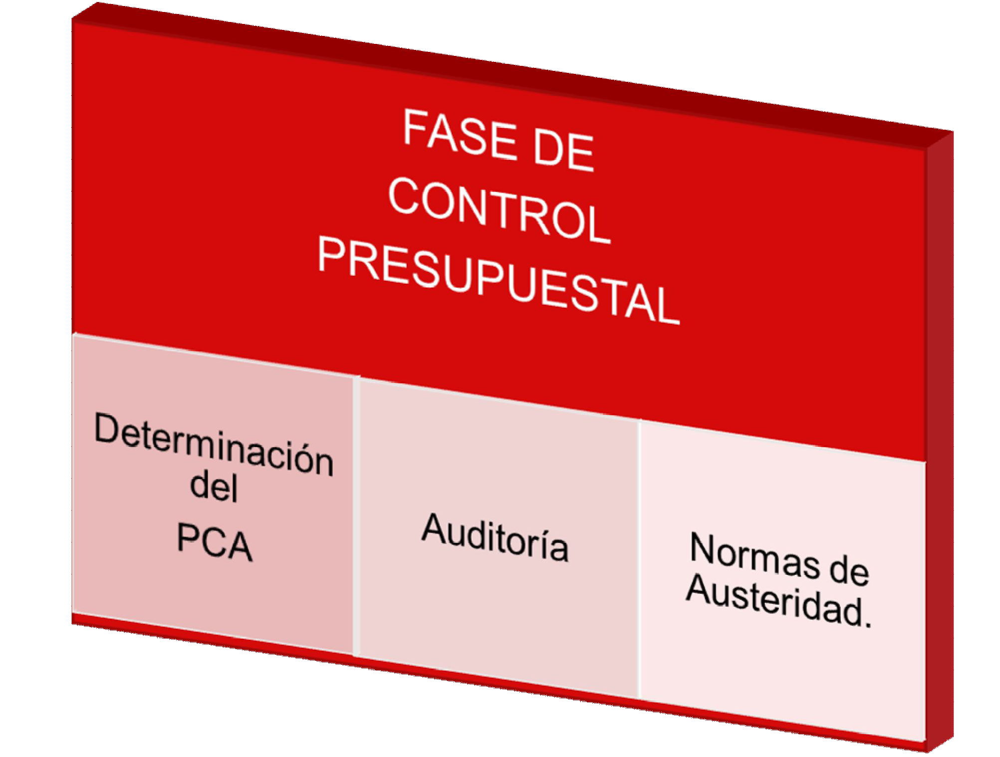 FASE DE
CONTROL
PRESUPUESTAL
Determinación
del
PCA
Auditoría
Normas de
Austeridad.